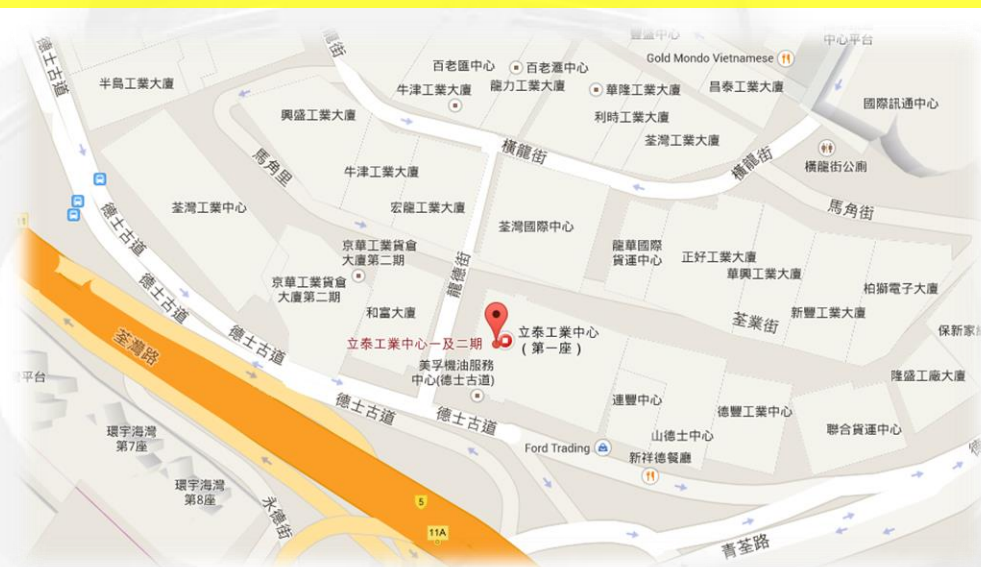 豐盛中心
中心平台
Gold Mondo Vietnamese
德士古道
半島工業大廈
百老匯中心
百老滙中心
牛津工業大廈
龍力工業大廈
華隆工業大廈
昌泰工業大廈
國際訊通中心
興盛工業大廈
利時工業大廈
荃灣工業大廈
橫龍街
橫龍街
橫龍街公廁
馬角里
牛津工業大廈
荃灣工業中心
宏龍工業大廈
馬角街
荃灣國際中心
京華工業貨倉
大廈第二期
龍華國際
貨運中心
正好工業大廈
華興工業大廈
京華工業貨倉
大廈第二期
龍德街
柏獅電子大廈
和富大廈
荃業街
新豐工業大廈
德士古道
德士古道
德士古道
荃灣路
立泰工業中心一及二期
立泰工業中心
(第一座)
美孚機油服務
中心(德士古道)
隆盛工廠大廈
德士古道
德士古道
連豐中心
德豐工業中心
山德士中心
聯合貨運中心
環宇海灣
第7座
Ford Trading
新祥德餐廳
環宇海灣
第8座
永德街
5
11A
青荃路